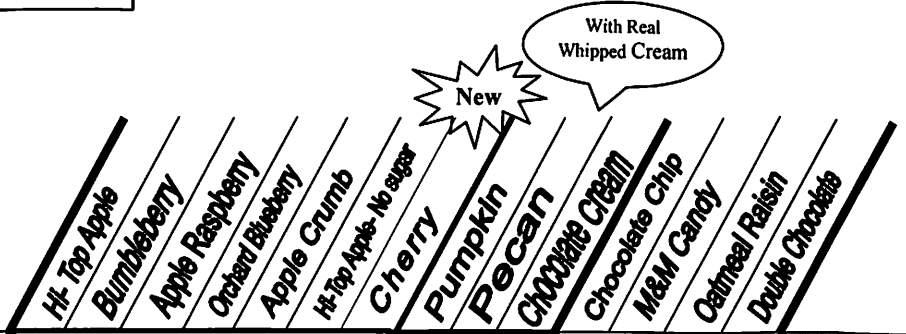 With Real
Whipped Cream
New
Hi- Top Apple
Bumbleberry
Apple Raspberry
Orchard Blueberry
Apple Crumb
Hi-Top Apple- No sugar
Cherry
Pumpkin
Pecan
Chocolate Cream
Chocolate Chip
M&M Candy
Oatmeal Raisin
Double Chocolate